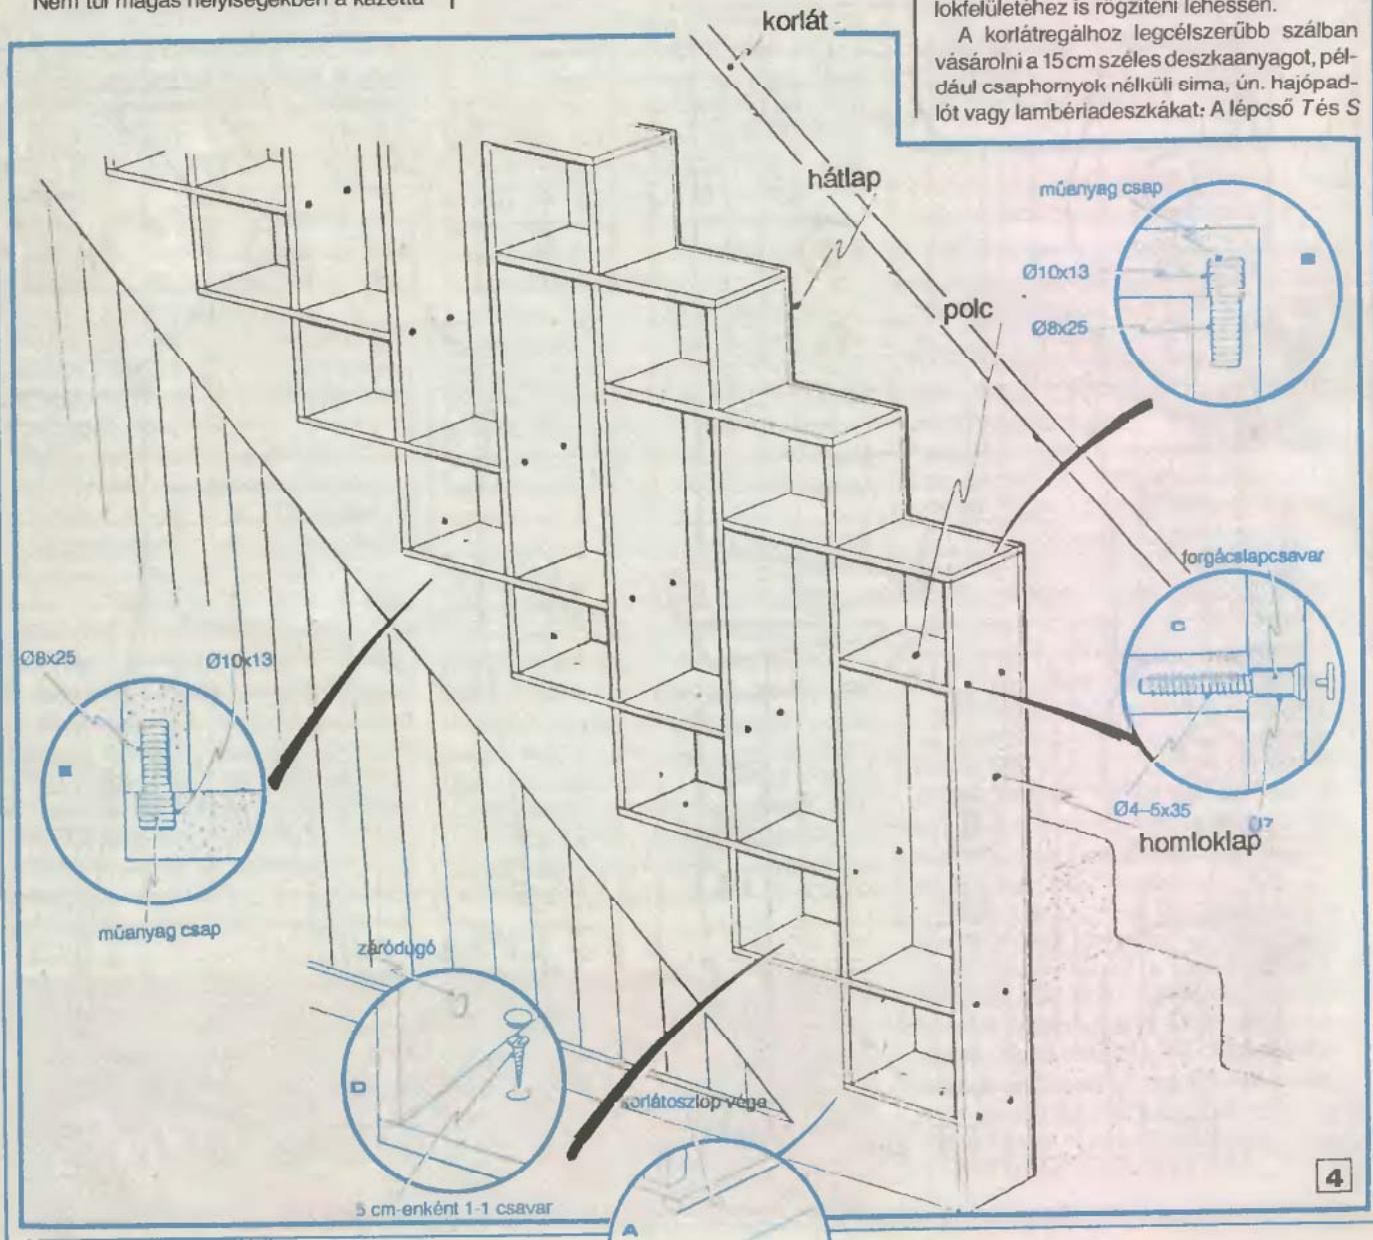 Nem túl magas helyiségekben a kazetta
lokfelületéhez is rögzíteni lehessen.
A korlátregálhoz legcélszerűbb szálban
vásárolni a 15 cm széles deszkaanyagot, pél-
dául csaphornyok nélküli sima, ún. hajópad-
lót vagy lambériadeszkákat: A lépcső T és S
korlát
hátlap
műanyag csap
B
Ø10x13
Ø8x25
polc
forgácslapcsavar
C
Ø4–5x35
Ø7
homloklap
Ø8x25
Ø10x13
műanyag csap
záródugó
D
korlátoszlop vége
5 cm-enként 1-1 csavar
A
4